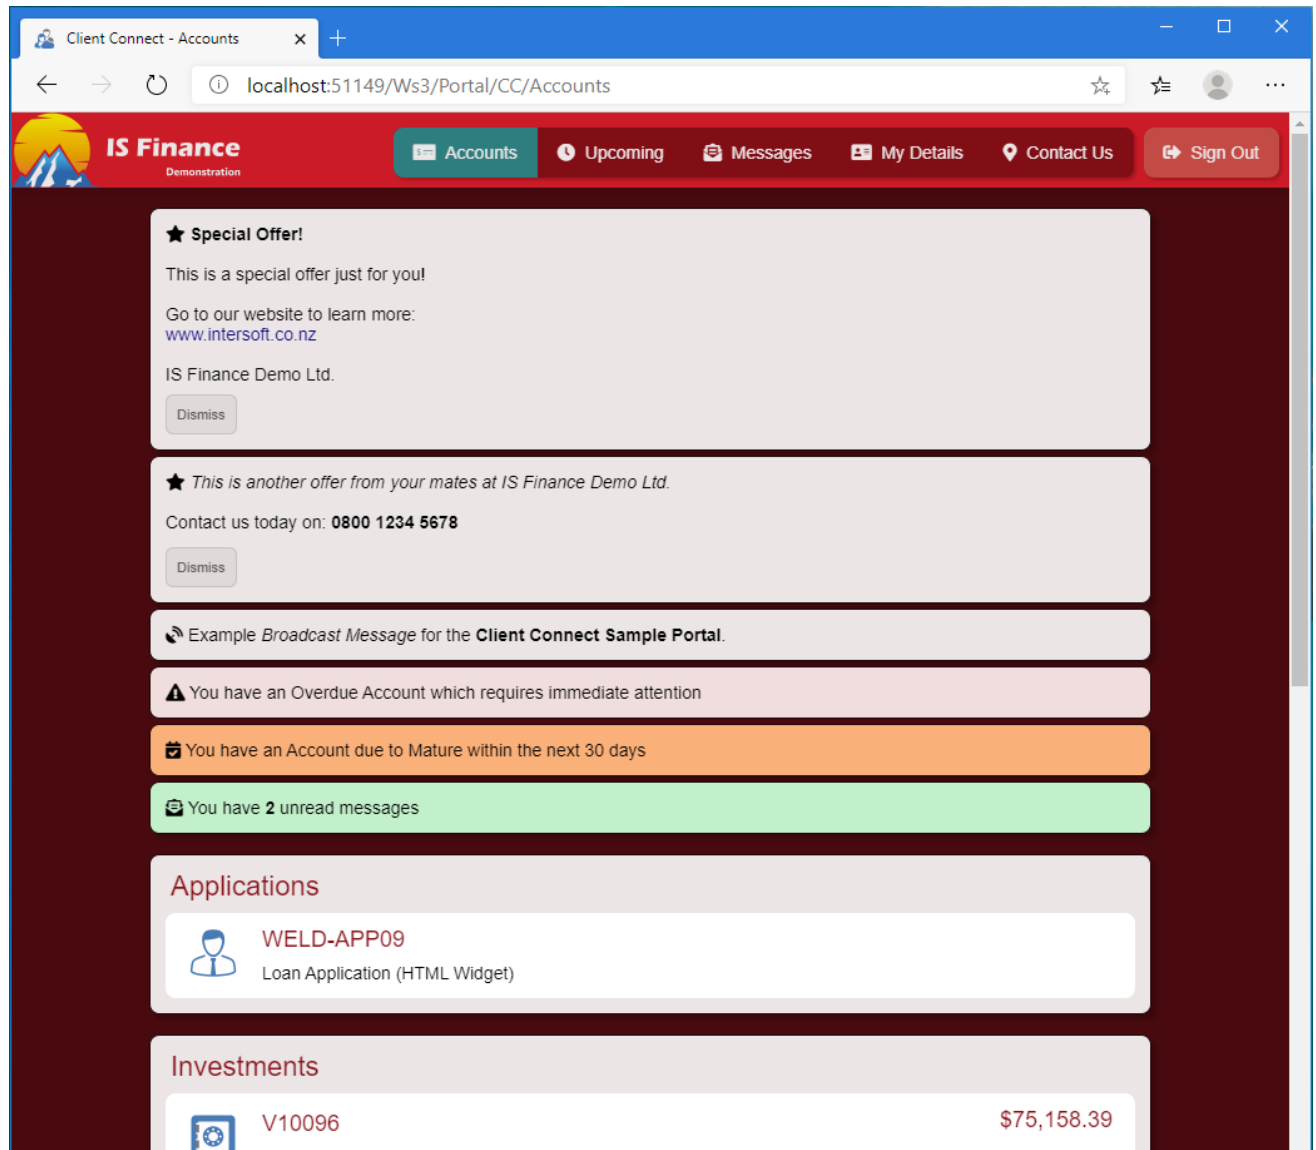 Client Connect - Accounts
localhost:51149/Ws3/Portal/CC/Accounts
IS Finance
Demonstration
Accounts
Upcoming
Messages
My Details
Contact Us
Sign Out
Special Offer!
This is a special offer just for you!
Go to our website to learn more:
www.intersoft.co.nz
IS Finance Demo Ltd.
Dismiss
This is another offer from your mates at IS Finance Demo Ltd.
Contact us today on: 0800 1234 5678
Dismiss
Example Broadcast Message for the Client Connect Sample Portal.
You have an Overdue Account which requires immediate attention
You have an Account due to Mature within the next 30 days
You have 2 unread messages
Applications
WELD-APP09
Loan Application (HTML Widget)
Investments
V10096
$75,158.39